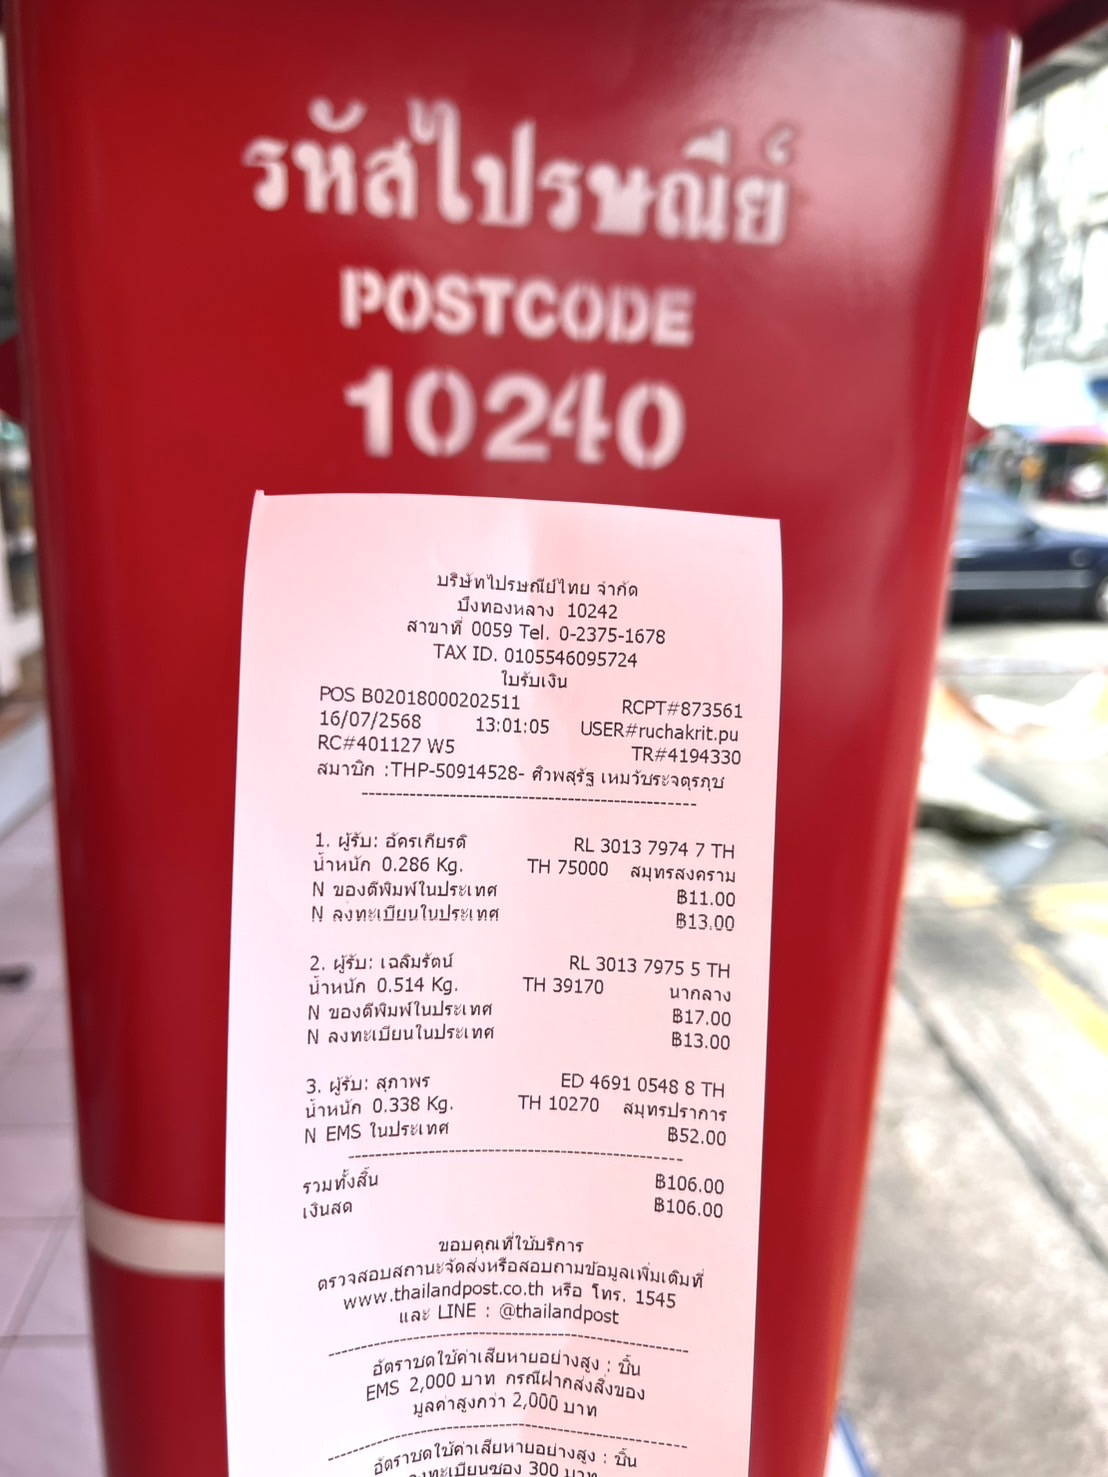 รหัสไปรษณีย์
POSTCODE
10240
บริษัทไปรษณีย์ไทย จำกัด
บึงทองหลาง 10242
สาขาที่ 0059 Tel. 0-2375-1678
TAX ID. 0105546095724
ใบรับเงิน
POS B02018000202511 RCPT#873561
16/07/2568 13:01:05 USER#ruchakrit.pu
RC#401127 W5 TR#4194330
สมาชิก :THP-50914528- ศิวพสุรัฐ เหมวัชระจตุรภุช
1. ผู้รับ: อัครเกียรติ RL 3013 7974 7 TH
น้ำหนัก 0.286 Kg. TH 75000 สมุทรสงคราม
N ของตีพิมพ์ในประเทศ ฿11.00
N ลงทะเบียนในประเทศ ฿13.00
2. ผู้รับ: เฉลิมรัตน์ RL 3013 7975 5 TH
น้ำหนัก 0.514 Kg. TH 39170 นากลาง
N ของตีพิมพ์ในประเทศ ฿17.00
N ลงทะเบียนในประเทศ ฿13.00
3. ผู้รับ: สุภาพร ED 4691 0548 8 TH
น้ำหนัก 0.338 Kg. TH 10270 สมุทรปราการ
N EMS ในประเทศ ฿52.00
รวมทั้งสิ้น ฿106.00
เงินสด ฿106.00
ขอบคุณที่ใช้บริการ
ตรวจสอบสถานะจัดส่งหรือสอบถามข้อมูลเพิ่มเติมที่
www.thailandpost.co.th หรือ โทร. 1545
และ LINE : @thailandpost
อัตราชดใช้ค่าเสียหายอย่างสูง : ชิ้น
EMS 2,000 บาท กรณีฝากส่งสิ่งของ
มูลค่าสูงกว่า 2,000 บาท
อัตราชดใช้ค่าเสียหายอย่างสูง : ชิ้น
ลงทะเบียนซอง 300 บาท